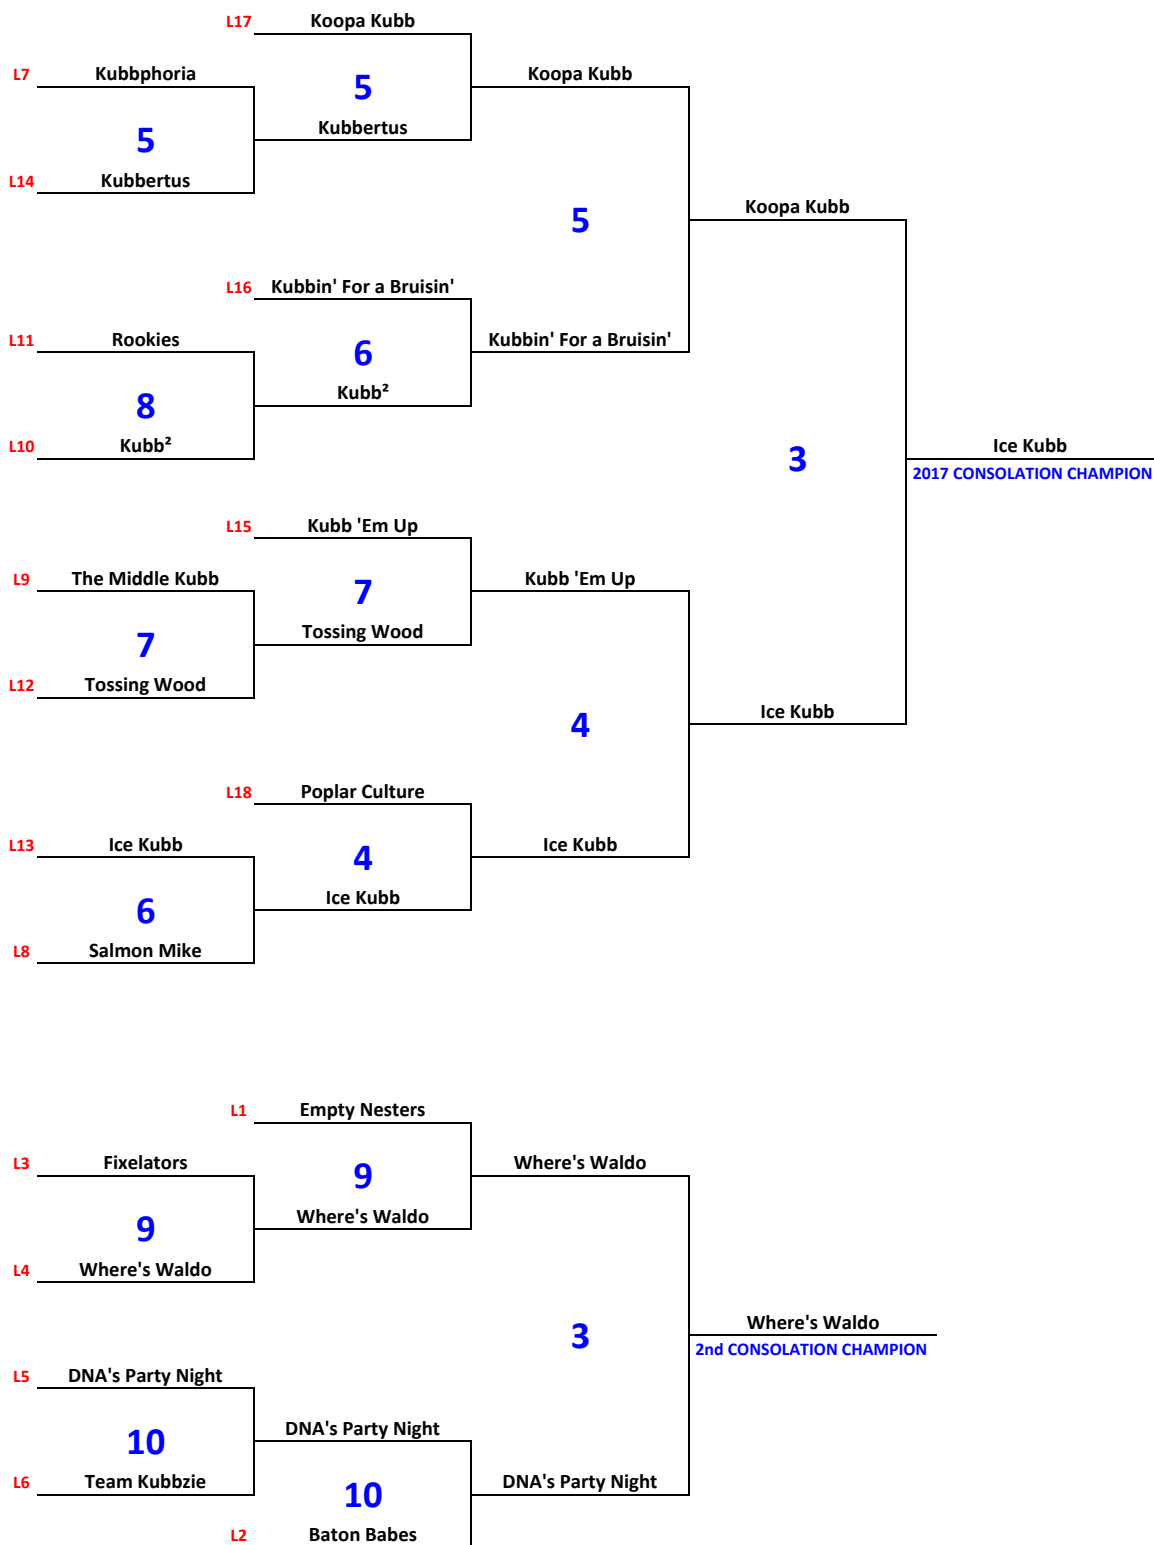 L17 Koopa Kubb
L7 Kubbphoria Koopa Kubb
5
Kubbertus
5
L14 Kubbertus
Koopa Kubb
5
L16 Kubbin' For a Bruisin'
L11 Rookies Kubbin' For a Bruisin'
6
Kubb²
8
L10 Kubb² Ice Kubb
3
2017 CONSOLATION CHAMPION
L15 Kubb 'Em Up
L9 The Middle Kubb Kubb 'Em Up
7
Tossing Wood
7
L12 Tossing Wood
Ice Kubb
4
L18 Poplar Culture
L13 Ice Kubb Ice Kubb
4
Ice Kubb
6
L8 Salmon Mike
L1 Empty Nesters
L3 Fixelators Where's Waldo
9
Where's Waldo
9
L4 Where's Waldo
Where's Waldo
3
2nd CONSOLATION CHAMPION
L5 DNA's Party Night
DNA's Party Night
10
L6 Team Kubbzie DNA's Party Night
10
L2 Baton Babes